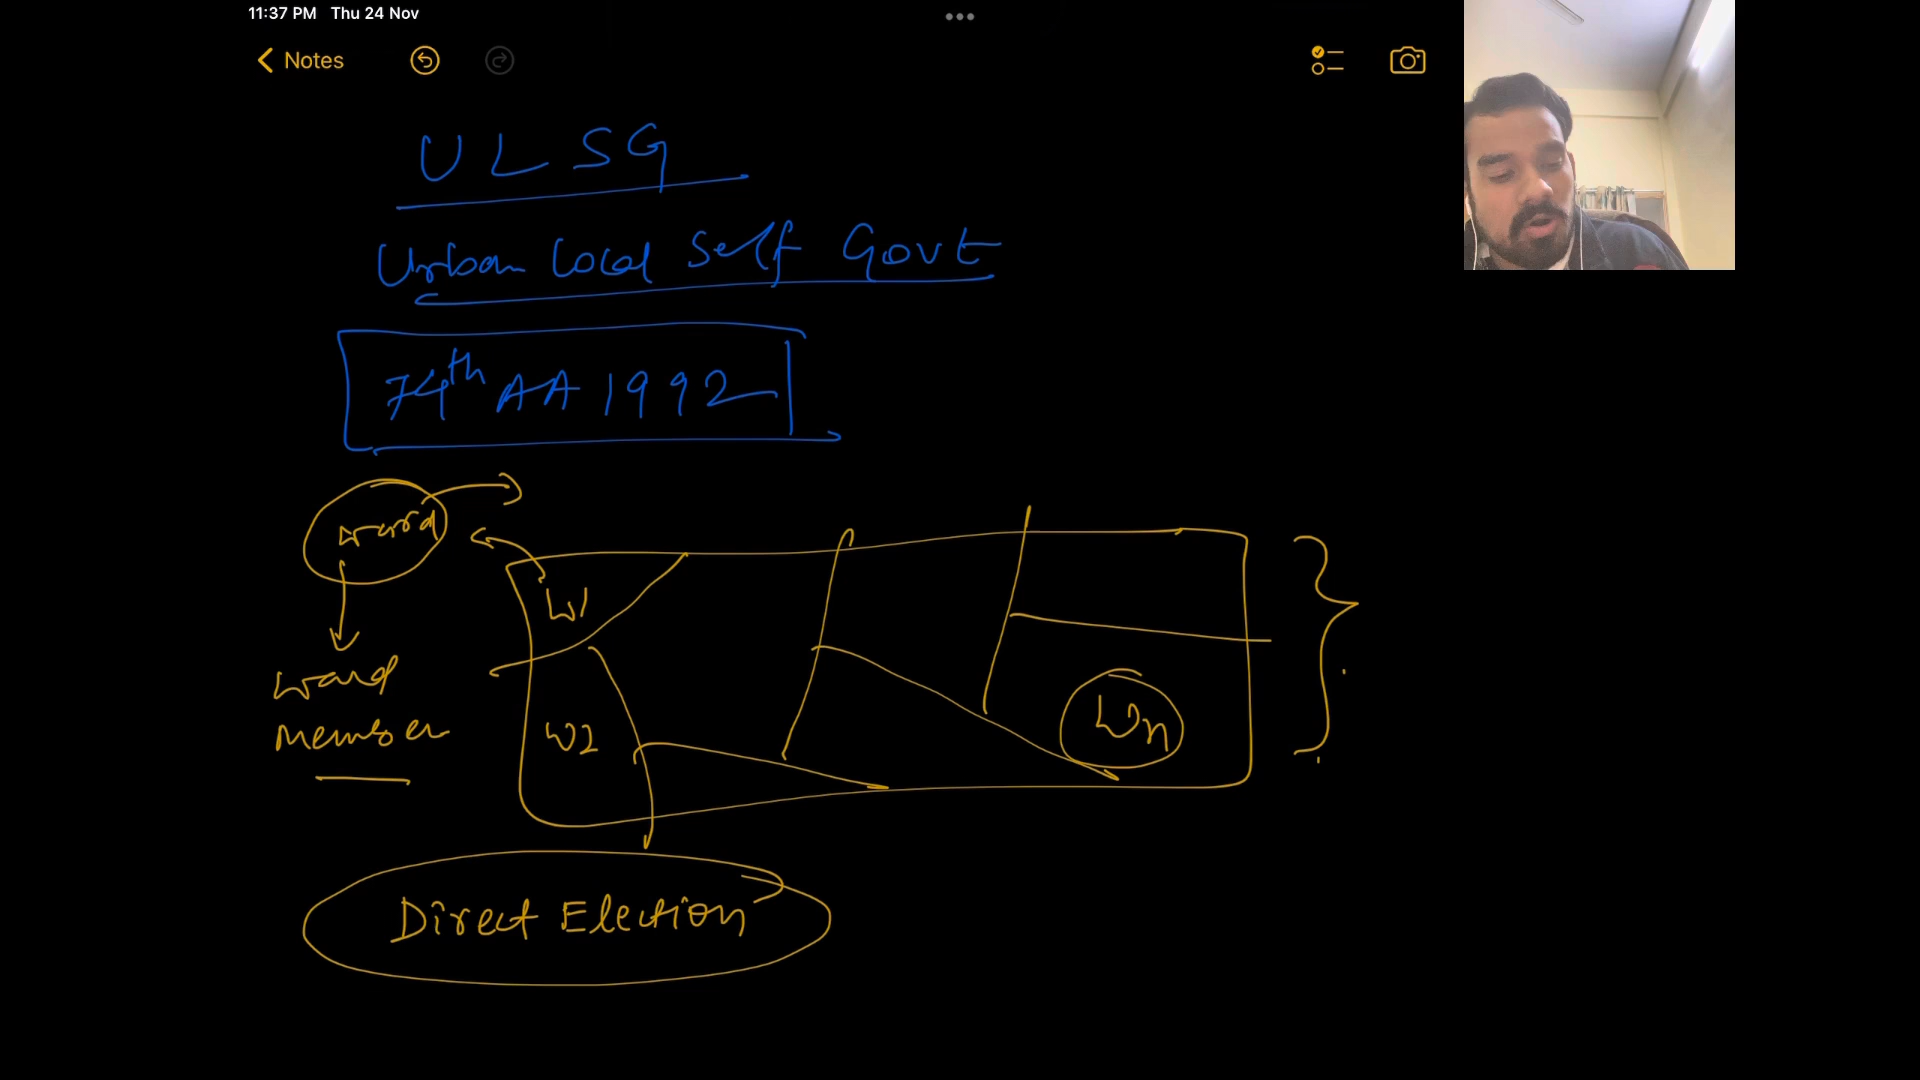 11:37 PM Thu 24 Nov
Notes
ULSG
Urban Local Self Govt
74th AA 1992
ward
W1
ward
member
W2
Wn
Direct Election